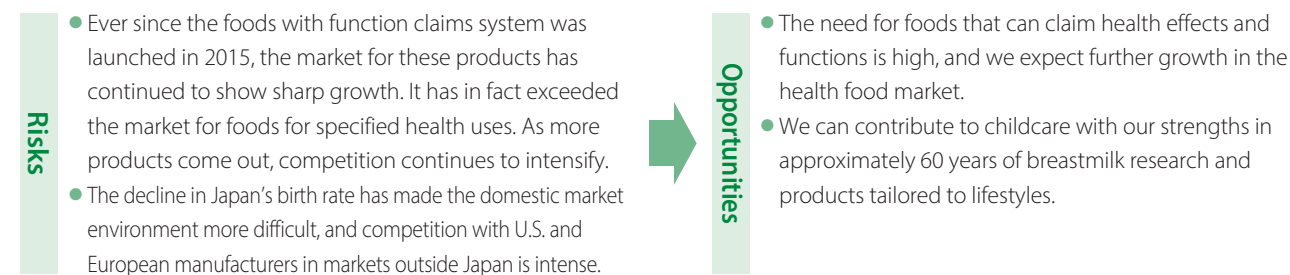 Risks
● Ever since the foods with function claims system was
launched in 2015, the market for these products has
continued to show sharp growth. It has in fact exceeded
the market for foods for specified health uses. As more
products come out, competition continues to intensify.
● The decline in Japan’s birth rate has made the domestic market
environment more difficult, and competition with U.S. and
European manufacturers in markets outside Japan is intense.
Opportunities
● The need for foods that can claim health effects and
functions is high, and we expect further growth in the
health food market.
● We can contribute to childcare with our strengths in
approximately 60 years of breastmilk research and
products tailored to lifestyles.